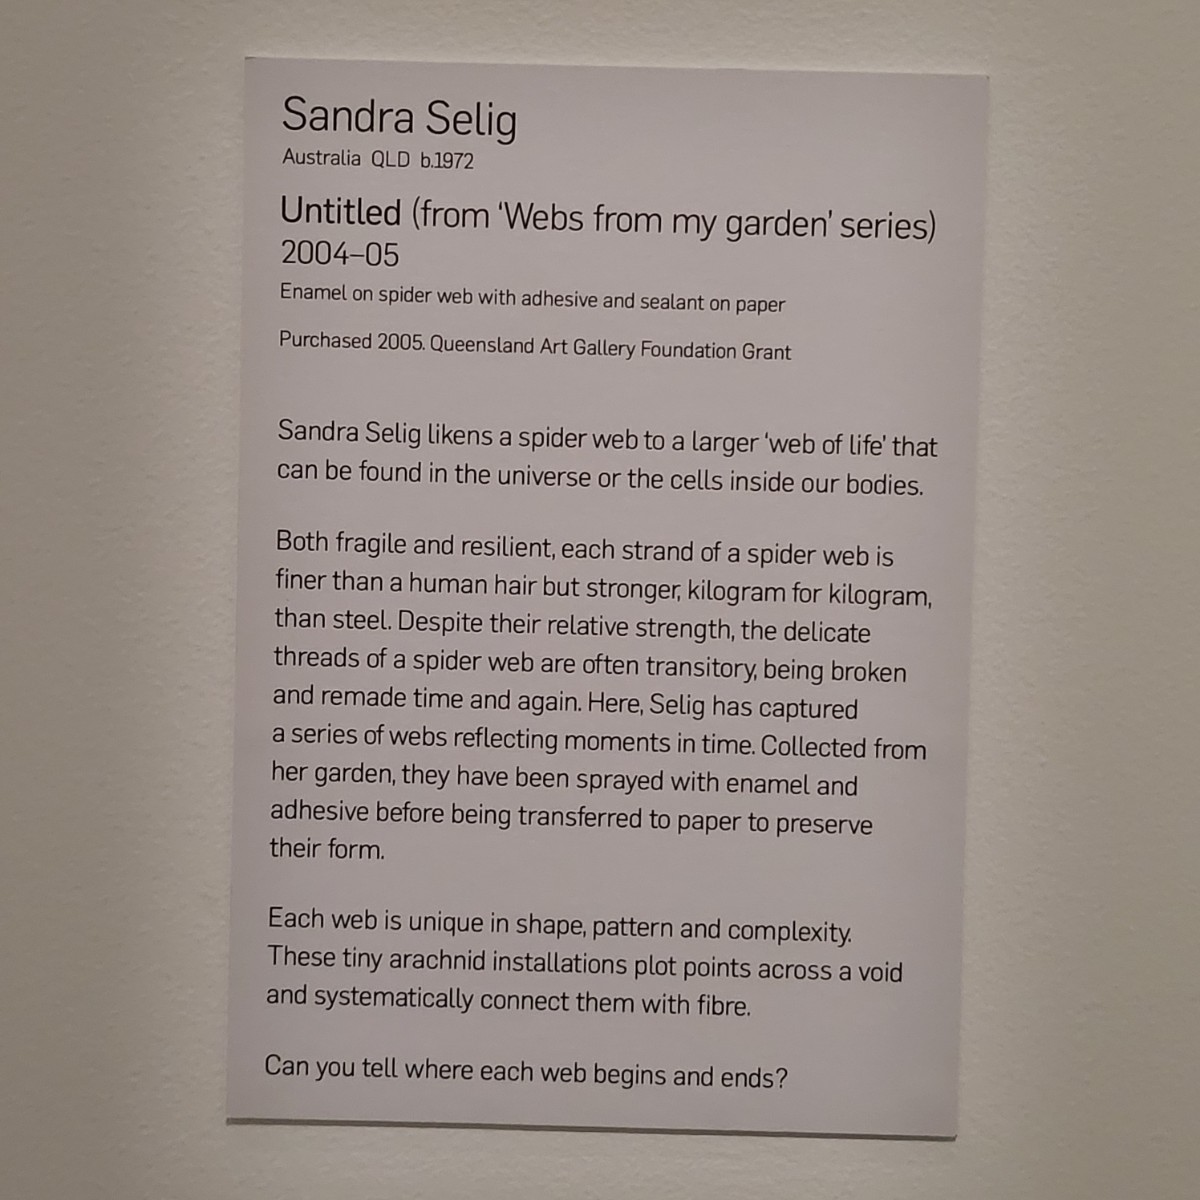 Sandra Selig
Australia QLD b.1972
Untitled (from 'Webs from my garden' series)
2004–05
Enamel on spider web with adhesive and sealant on paper
Purchased 2005. Queensland Art Gallery Foundation Grant
Sandra Selig likens a spider web to a larger 'web of life' that
can be found in the universe or the cells inside our bodies.
Both fragile and resilient, each strand of a spider web is
finer than a human hair but stronger, kilogram for kilogram,
than steel. Despite their relative strength, the delicate
threads of a spider web are often transitory, being broken
and remade time and again. Here, Selig has captured
a series of webs reflecting moments in time. Collected from
her garden, they have been sprayed with enamel and
adhesive before being transferred to paper to preserve
their form.
Each web is unique in shape, pattern and complexity.
These tiny arachnid installations plot points across a void
and systematically connect them with fibre.
Can you tell where each web begins and ends?